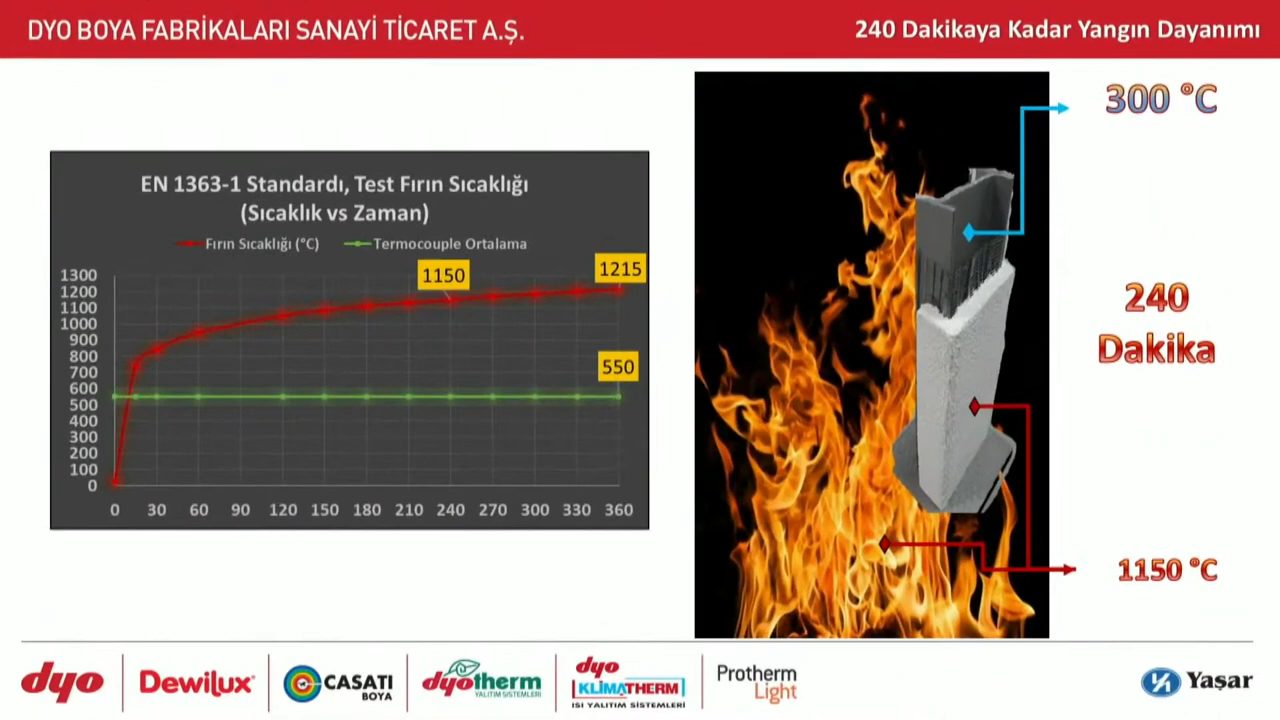 DYO BOYA FABRİKALARI SANAYİ TİCARET A.Ş.
240 Dakikaya Kadar Yangın Dayanımı
EN 1363-1 Standardı, Test Fırın Sıcaklığı
(Sıcaklık vs Zaman)
Fırın Sıcaklığı (°C)
Termocouple Ortalama
1300
1200
1100
1000
900
800
700
600
500
400
300
200
100
0
1150
1215
550
0 30 60 90 120 150 180 210 240 270 300 330 360
300 °C
240
Dakika
1150 °C
dyo
Dewilux
CASATI
BOYA
dyotherm
YALITIM SİSTEMLERİ
dyo
KLİMATHERM
ISI YALITIM SİSTEMLERİ
Protherm
Light
Yaşar